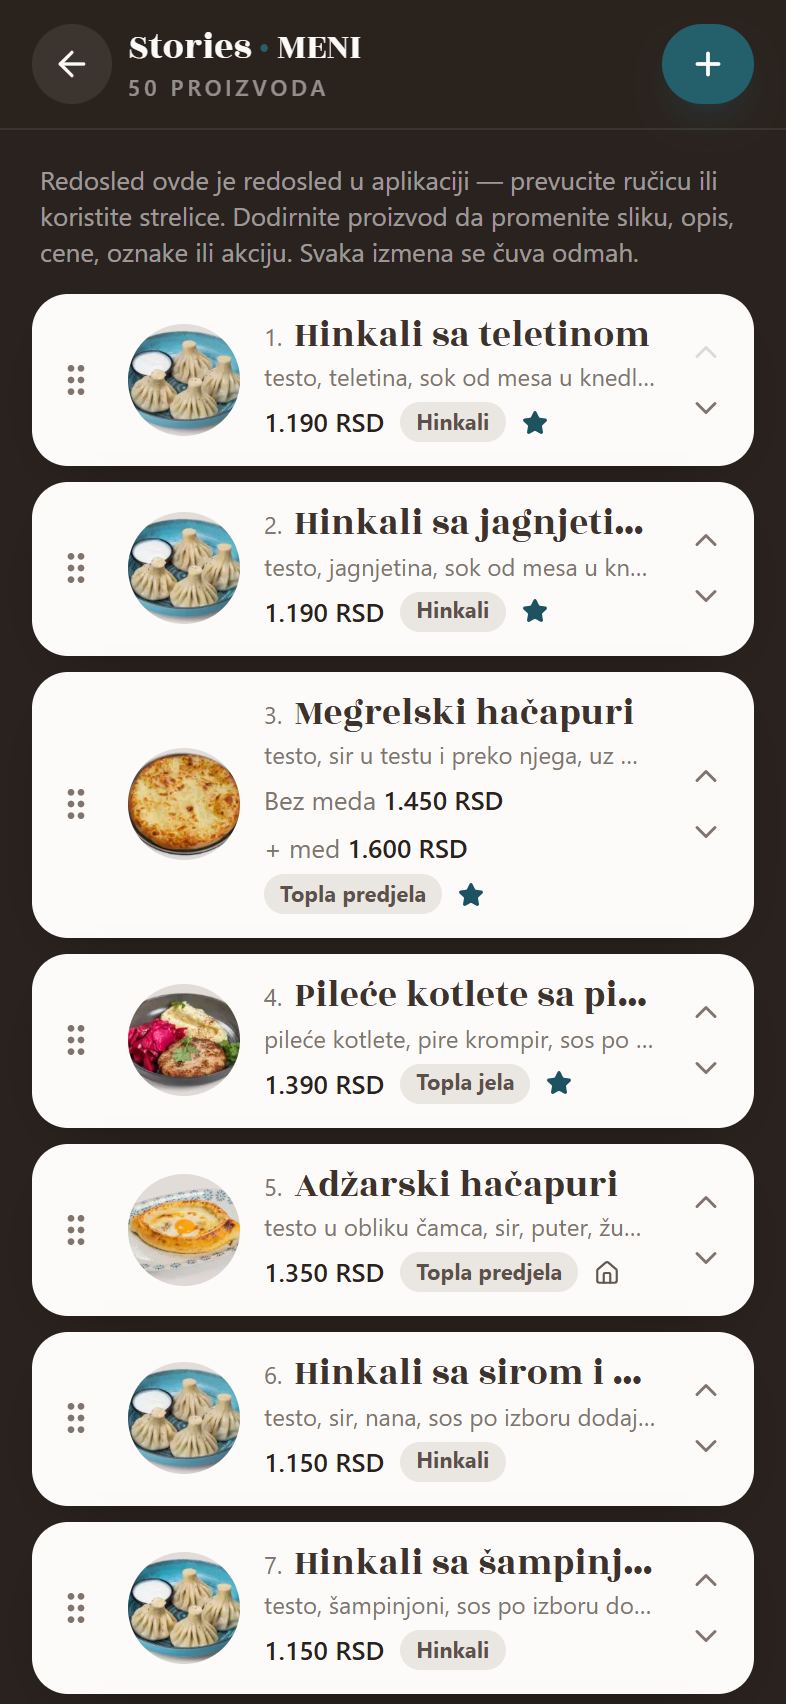 Stories · MENI
50 PROIZVODA
Redosled ovde je redosled u aplikaciji — prevucite ručicu ili
koristite strelice. Dodirnite proizvod da promenite sliku, opis,
cene, oznake ili akciju. Svaka izmena se čuva odmah.
1. Hinkali sa teletinom
testo, teletina, sok od mesa u knedl...
1.190 RSD Hinkali
2. Hinkali sa jagnjeti...
testo, jagnjetina, sok od mesa u kn...
1.190 RSD Hinkali
3. Megrelski hačapuri
testo, sir u testu i preko njega, uz ...
Bez meda 1.450 RSD
+ med 1.600 RSD
Topla predjela
4. Pileće kotlete sa pi...
pileće kotlete, pire krompir, sos po ...
1.390 RSD Topla jela
5. Adžarski hačapuri
testo u obliku čamca, sir, puter, žu...
1.350 RSD Topla predjela
6. Hinkali sa sirom i ...
testo, sir, nana, sos po izboru dodaj...
1.150 RSD Hinkali
7. Hinkali sa šampinj...
testo, šampinjoni, sos po izboru do...
1.150 RSD Hinkali